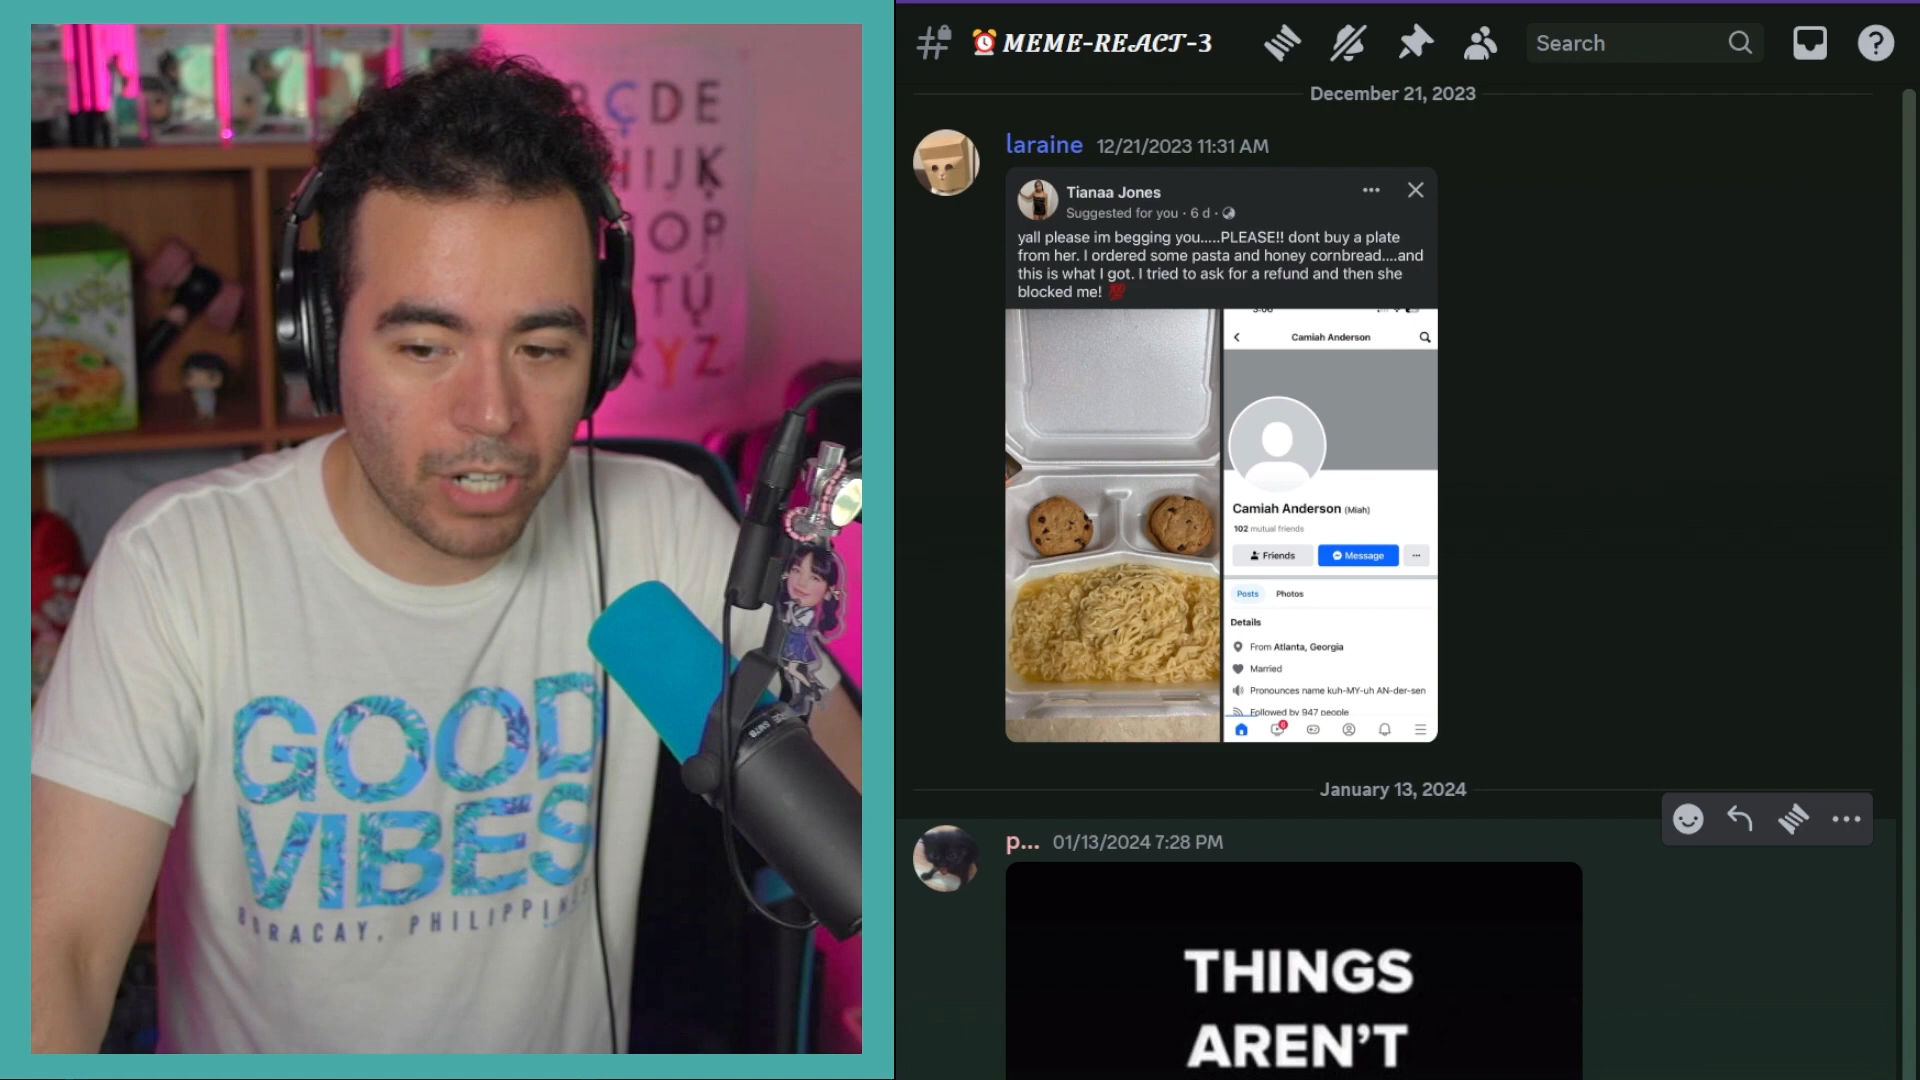 Ç D E
H I J K
O P
T U
X Y Z
GOOD
VIBES
BORACAY, PHILIPPINES
SM7B
⏰MEME-REACT-3
Search
December 21, 2023
laraine 12/21/2023 11:31 AM
Tianaa Jones
Suggested for you · 6 d ·
yall please im begging you.....PLEASE!! dont buy a plate
from her. I ordered some pasta and honey cornbread....and
this is what I got. I tried to ask for a refund and then she
blocked me! 💯
Camiah Anderson
Camiah Anderson (Miah)
102 mutual friends
Friends
Message
Posts Photos
Details
From Atlanta, Georgia
Married
Pronounces name kuh-MY-uh AN-der-sen
Followed by 947 people
6
January 13, 2024
p... 01/13/2024 7:28 PM
THINGS
AREN'T